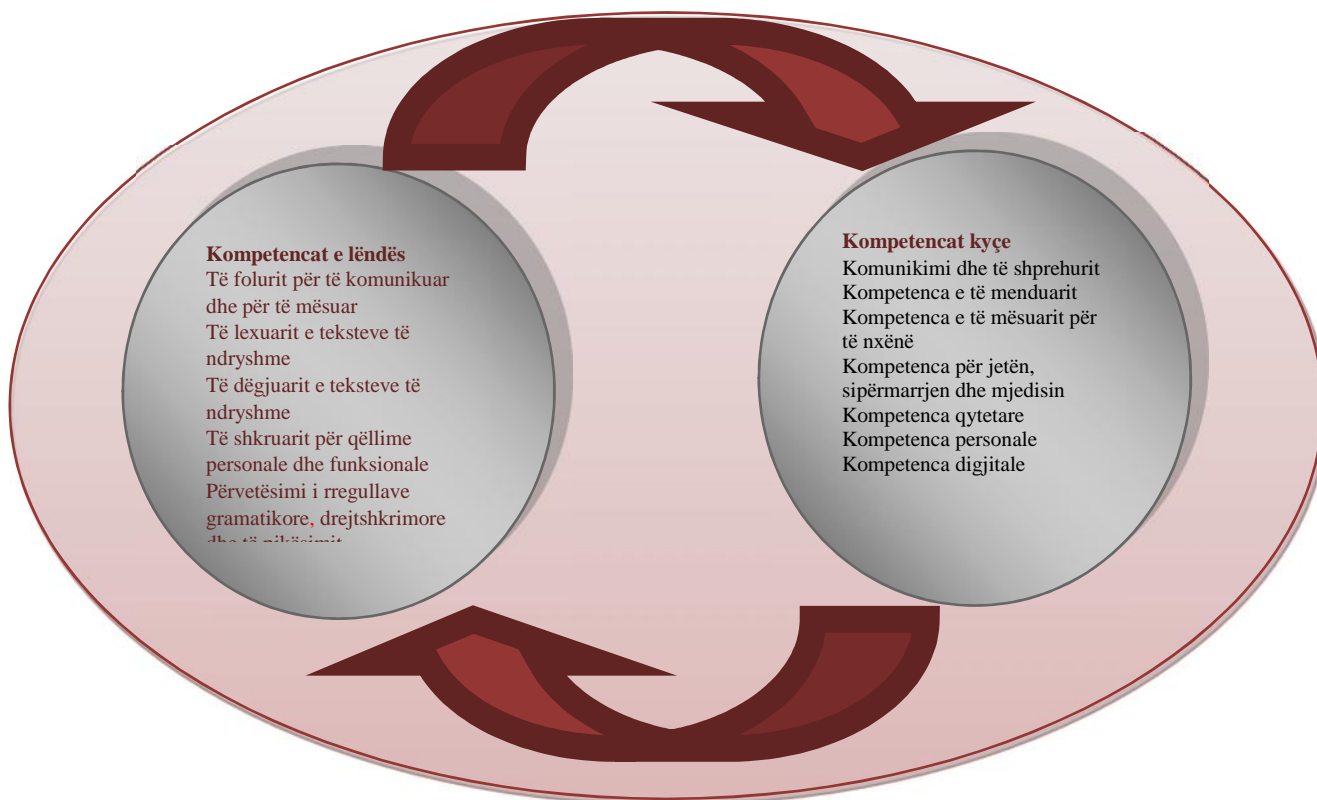 Kompetencat e lëndës
Të folurit për të komunikuar
dhe për të mësuar
Të lexuarit e teksteve të
ndryshme
Të dëgjuarit e teksteve të
ndryshme
Të shkruarit për qëllime
personale dhe funksionale
Përvetësimi i rregullave
gramatikore, drejtshkrimore
dhe të pikësimit
Kompetencat kyçe
Komunikimi dhe të shprehurit
Kompetenca e të menduarit
Kompetenca e të mësuarit për
të nxënë
Kompetenca për jetën,
sipërmarrjen dhe mjedisin
Kompetenca qytetare
Kompetenca personale
Kompetenca digjitale